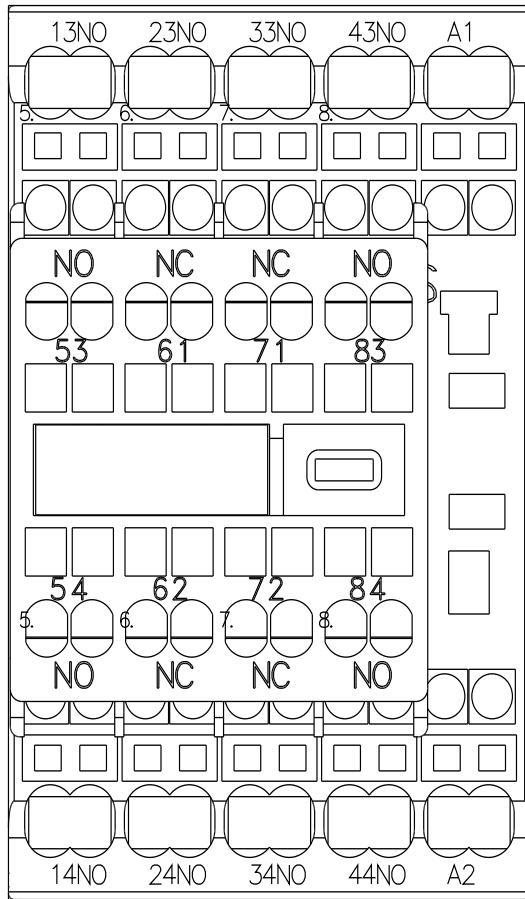 13NO 23NO 33NO 43NO A1
5. 6. 7. 8.
NO NC NC NO
53 61 71 83
54 62 72 84
5. 6. 7. 8.
NO NC NC NO
14NO 24NO 34NO 44NO A2